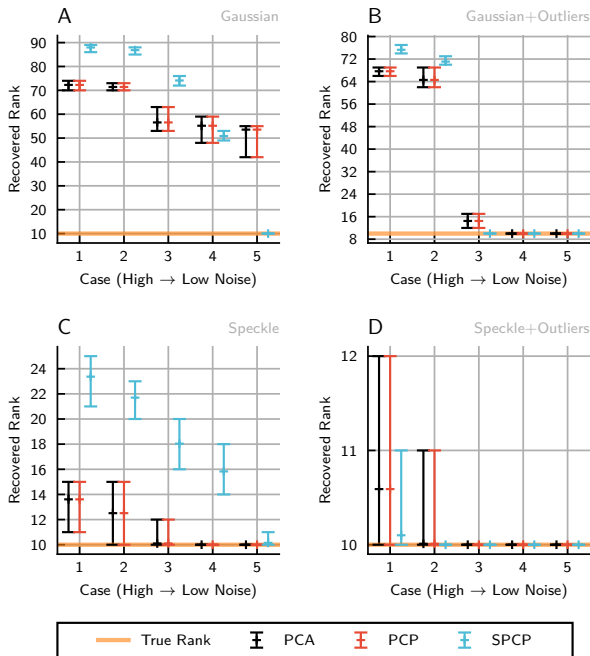 A
Gaussian
Recovered Rank
90
80
70
60
50
40
30
20
10
1 2 3 4 5
Case (High → Low Noise)
B
Gaussian+Outliers
Recovered Rank
80
72
64
56
48
40
32
24
16
8
1 2 3 4 5
Case (High → Low Noise)
C
Speckle
Recovered Rank
24
22
20
18
16
14
12
10
1 2 3 4 5
Case (High → Low Noise)
D
Speckle+Outliers
Recovered Rank
12
11
10
1 2 3 4 5
Case (High → Low Noise)
True Rank PCA PCP SPCP